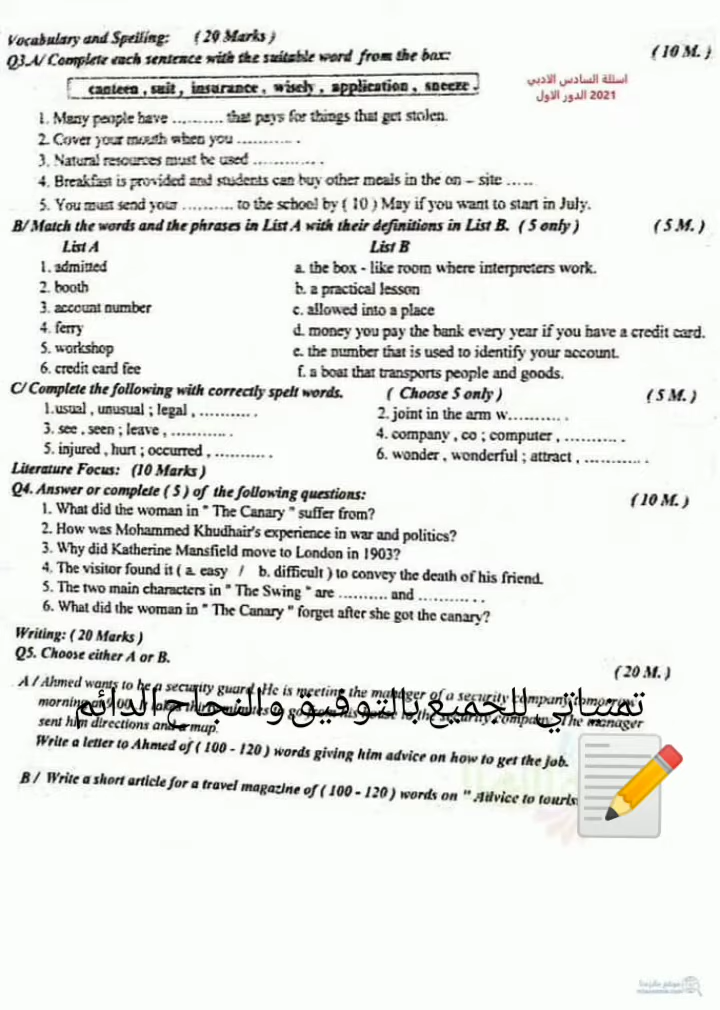 Vocabulary and Spelling: ( 20 Marks )
Q3.A/ Complete each sentence with the suitable word from the box: ( 10 M. )
canteen , suit , insurance , wisely , application , sneeze .
اسئلة السادس الادبي
2021 الدور الاول
1. Many people have .......... that pays for things that get stolen.
2. Cover your mouth when you ........... .
3. Natural resources must be used ............. .
4. Breakfast is provided and students can buy other meals in the on – site .....
5. You must send your .......... to the school by ( 10 ) May if you want to start in July.
B/ Match the words and the phrases in List A with their definitions in List B. ( 5 only ) ( 5 M. )
List A List B
1. admitted a. the box - like room where interpreters work.
2. booth b. a practical lesson
3. account number c. allowed into a place
4. ferry d. money you pay the bank every year if you have a credit card.
5. workshop e. the number that is used to identify your account.
6. credit card fee f. a boat that transports people and goods.
C/ Complete the following with correctly spelt words. ( Choose 5 only ) ( 5 M. )
1.usual , unusual ; legal , .......... . 2. joint in the arm w.......... .
3. see , seen ; leave , ........... . 4. company , co ; computer , .......... .
5. injured , hurt ; occurred , .......... . 6. wonder , wonderful ; attract , ........... .
Literature Focus: (10 Marks )
Q4. Answer or complete ( 5 ) of the following questions: (10 M. )
1. What did the woman in " The Canary " suffer from?
2. How was Mohammed Khudhair's experience in war and politics?
3. Why did Katherine Mansfield move to London in 1903?
4. The visitor found it ( a. easy / b. difficult ) to convey the death of his friend.
5. The two main characters in " The Swing " are .......... and .......... . .
6. What did the woman in " The Canary " forget after she got the canary?
Writing: ( 20 Marks )
Q5. Choose either A or B. (20 M. )
A / Ahmed wants to be a security guard. He is meeting the manager of a security company tomorrow
morning to go from his house to the security company. The manager
تمنياتي للجميع بالتوفيق والنجاح الدائم
sent him directions and a map.
Write a letter to Ahmed of ( 100 - 120 ) words giving him advice on how to get the job.
B / Write a short article for a travel magazine of ( 100 - 120 ) words on " Advice to touris
موقع